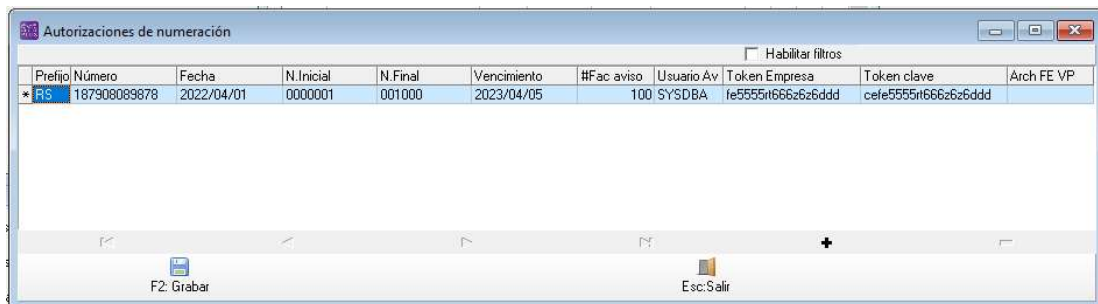 Autorizaciones de numeración
Habilitar filtros
Prefijo Número Fecha N.Inicial N.Final Vencimiento #Fac aviso Usuario Av Token Empresa Token clave Arch FE VP
* RS 187908089878 2022/04/01 0000001 001000 2023/04/05 100 SYSDBA fe5555rt666z6z6ddd cefe5555rt666z6z6ddd
F2: Grabar Esc:Salir